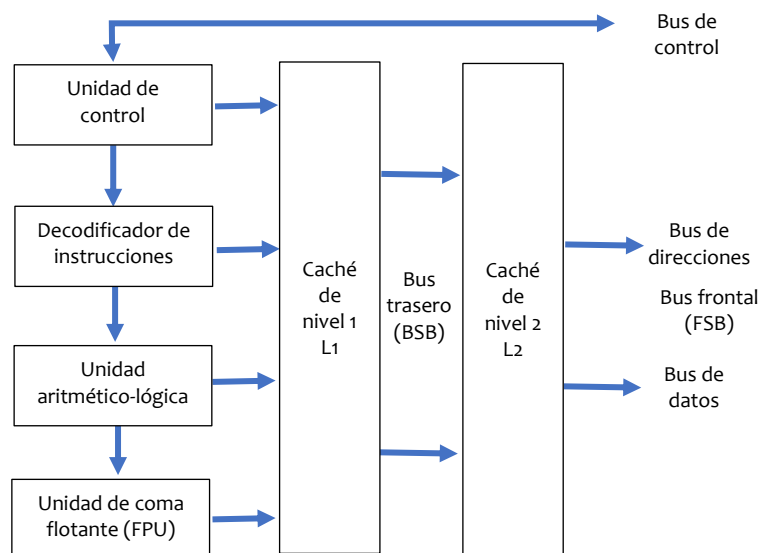 Bus de
control
Unidad de
control
Decodificador de
instrucciones
Unidad
aritmético-lógica
Unidad de coma
flotante (FPU)
Caché
de
nivel 1
L1
Bus
trasero
(BSB)
Caché
de
nivel 2
L2
Bus de
direcciones
Bus frontal
(FSB)
Bus de
datos